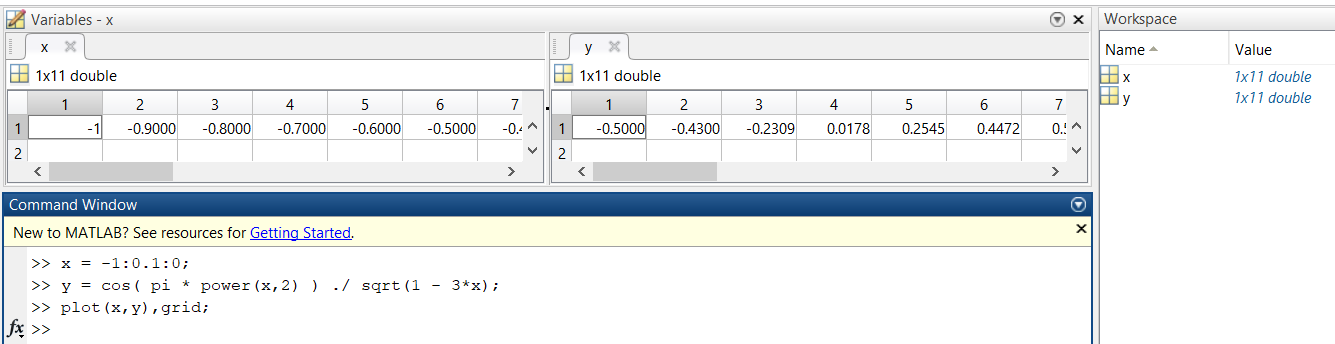 Variables - x
Workspace
x
y
Name Value
1x11 double
1x11 double
x 1x11 double
y 1x11 double
1 2 3 4 5 6 7
1 2 3 4 5 6 7
1 -1 -0.9000 -0.8000 -0.7000 -0.6000 -0.5000
1 -0.5000 -0.4300 -0.2309 0.0178 0.2545 0.4472
2
2
Command Window
New to MATLAB? See resources for Getting Started.
>> x = -1:0.1:0;
>> y = cos( pi * power(x,2) ) ./ sqrt(1 - 3*x);
>> plot(x,y),grid;
fx >>